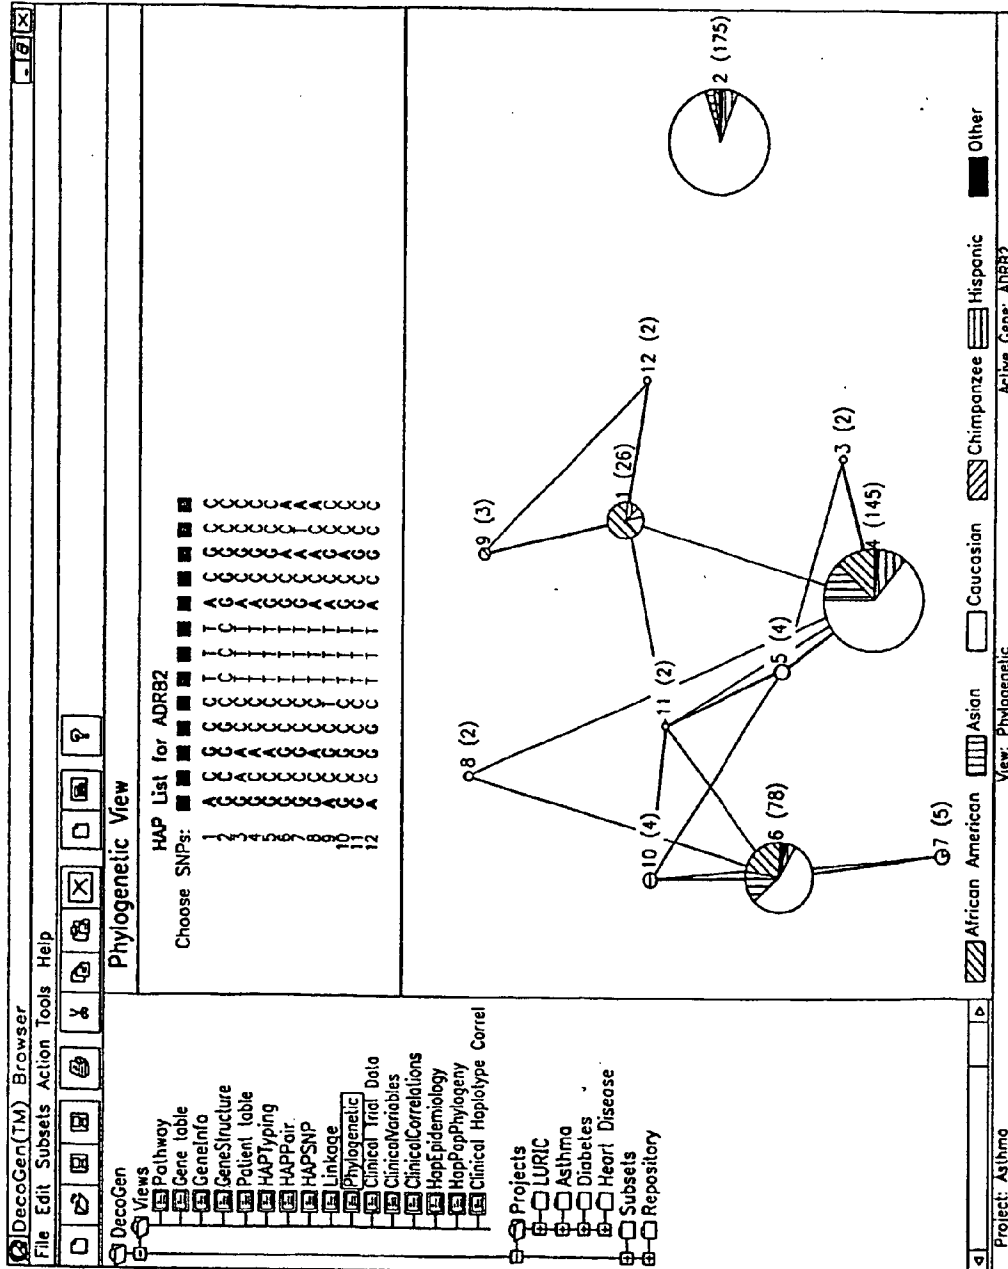 DecoGen(TM) Browser
File Edit Subsets Action Tools Help
?
DecoGen
Views
Pathway
Gene table
GeneInfo
GeneStructure
Patient table
HAPTyping
HAPPair
HAPSNP
Linkage
Phylogenetic
Clinical Trial Data
ClinicalVariables
ClinicalCorrelations
HapEpidemiology
HapPopPhylogeny
Clinical Haplotype Correl
Projects
LURIC
Asthma
Diabetes
Heart Disease
Subsets
Repository
Phylogenetic View
HAP List for ADRB2
Choose SNPs:
1
2
3
4
5
6
7
8
9
10
11
12
8 (2)
9 (3)
10 (4)
11 (2)
1 (26)
12 (2)
2 (175)
6 (78)
5 (4)
3 (2)
4 (145)
7 (5)
African American Asian Caucasian Chimpanzee Hispanic Other
Project: Asthma View: Phylogenetic Active Gene: ADRB2